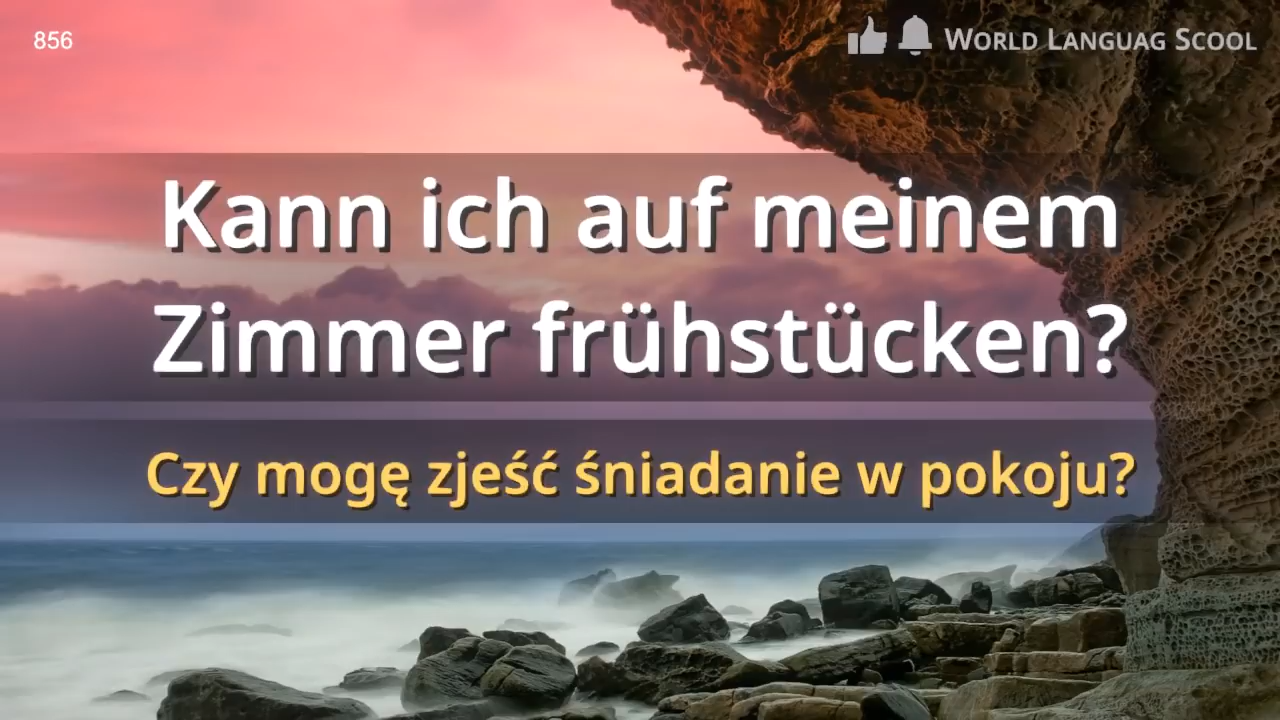 856
WORLD LANGUAG SCOOL
Kann ich auf meinem
Zimmer frühstücken?
Czy mogę zjeść śniadanie w pokoju?